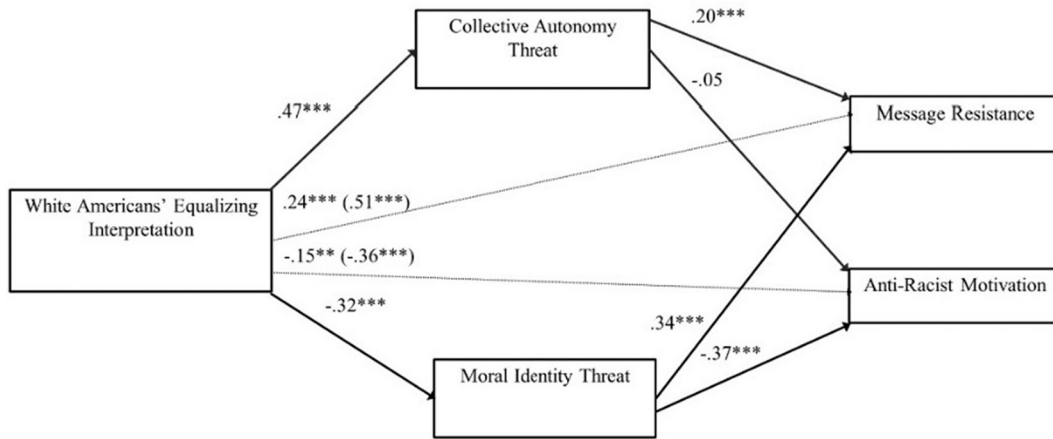 Collective Autonomy
Threat
.20***
-.05
Message Resistance
.47***
White Americans’ Equalizing
Interpretation
.24*** (.51***)
-.15** (-.36***)
Anti-Racist Motivation
-.32***
.34***
-.37***
Moral Identity Threat